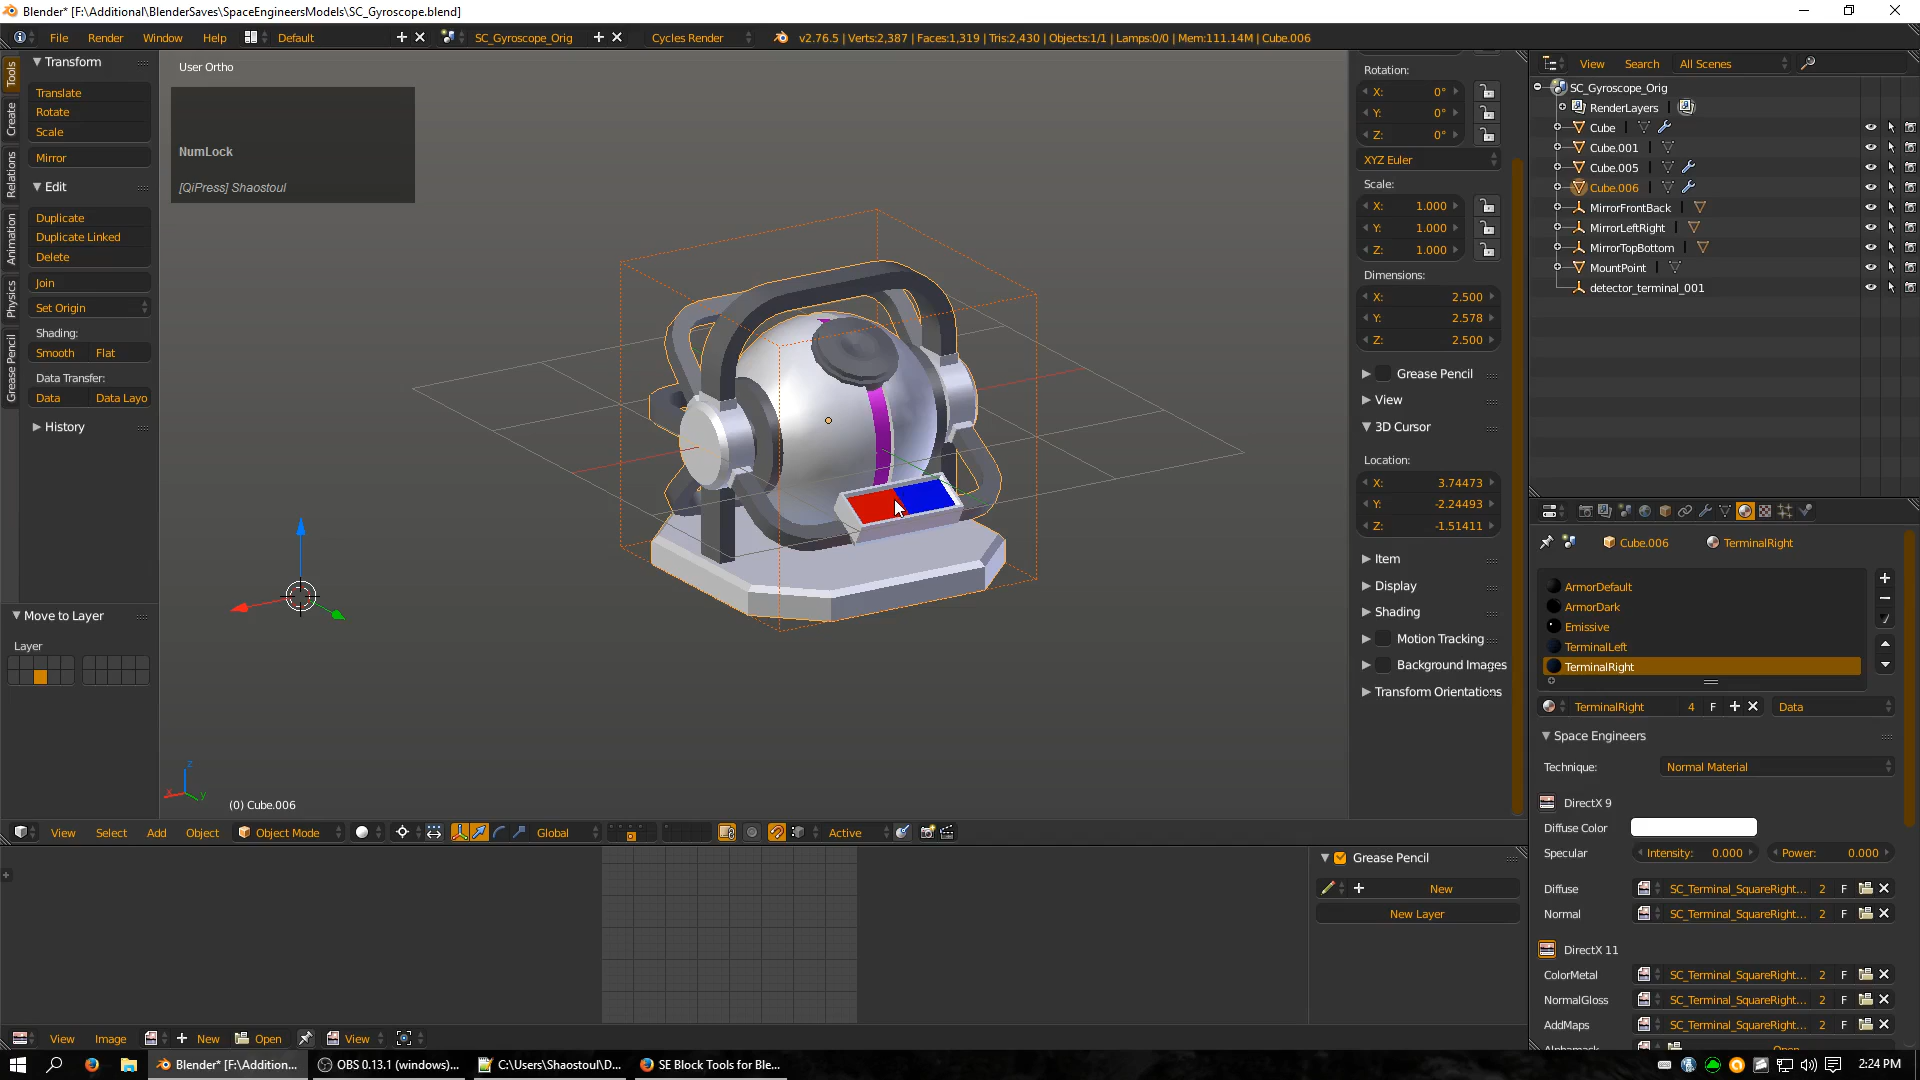 Blender* [F:\Additional\BlenderSaves\SpaceEngineersModels\SC_Gyroscope.blend]
File Render Window Help Default SC_Gyroscope_Orig Cycles Render v2.76.5 | Verts:2,387 | Faces:1,319 | Tris:2,430 | Objects:1/1 | Lamps:0/0 | Mem:111.14M | Cube.006
Tools
Create
Relations
Animation
Physics
Grease Pencil
Transform
Translate
Rotate
Scale
Mirror
Edit
Duplicate
Duplicate Linked
Delete
Join
Set Origin
Shading:
Smooth Flat
Data Transfer:
Data Data Layo
History
Move to Layer
Layer
User Ortho
NumLock
[QiPress] Shaostoul
z
x
y
(0) Cube.006
View Select Add Object Object Mode Global Active
Rotation:
X: 0°
Y: 0°
Z: 0°
XYZ Euler
Scale:
X: 1.000
Y: 1.000
Z: 1.000
Dimensions:
X: 2.500
Y: 2.578
Z: 2.500
Grease Pencil
View
3D Cursor
Location:
X: 3.74473
Y: -2.24493
Z: -1.51411
Item
Display
Shading
Motion Tracking
Background Images
Transform Orientations
View Search All Scenes
SC_Gyroscope_Orig
RenderLayers
Cube
Cube.001
Cube.005
Cube.006
MirrorFrontBack
MirrorLeftRight
MirrorTopBottom
MountPoint
detector_terminal_001
Cube.006 TerminalRight
ArmorDefault
ArmorDark
Emissive
TerminalLeft
TerminalRight
TerminalRight 4 F Data
Space Engineers
Technique: Normal Material
DirectX 9
Diffuse Color
Specular Intensity: 0.000 Power: 0.000
Diffuse SC_Terminal_SquareRight... 2 F
Normal SC_Terminal_SquareRight... 2 F
DirectX 11
ColorMetal SC_Terminal_SquareRight... 2 F
NormalGloss SC_Terminal_SquareRight... 2 F
AddMaps SC_Terminal_SquareRight... 2 F
Alphamask Open
Grease Pencil
New
New Layer
View Image New Open View
Blender* [F:\Addition... OBS 0.13.1 (windows)... C:\Users\Shaostoul\D... SE Block Tools for Ble... 2:24 PM